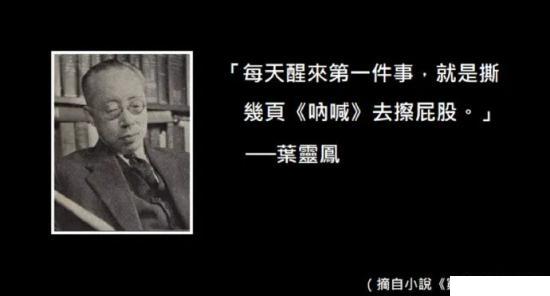 「每天醒來第一件事，就是撕
幾頁《吶喊》去擦屁股。」
──葉靈鳳
（摘自小說《